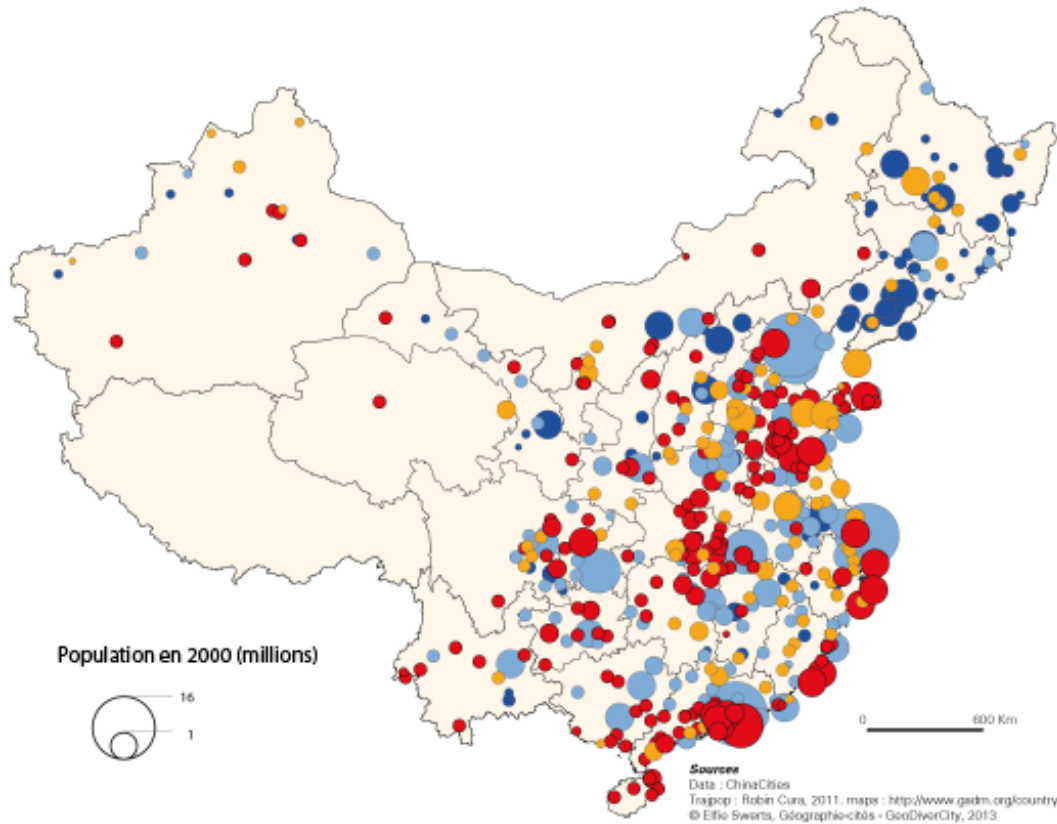 Population en 2000 (millions)
16
1
0 600 Km
Sources
Data : ChinaCities
Trajpop : Robin Cura, 2011, maps : http://www.gadm.org/country
© Elfie Swerts, Géographie-cités - GeoDiverCity, 2013